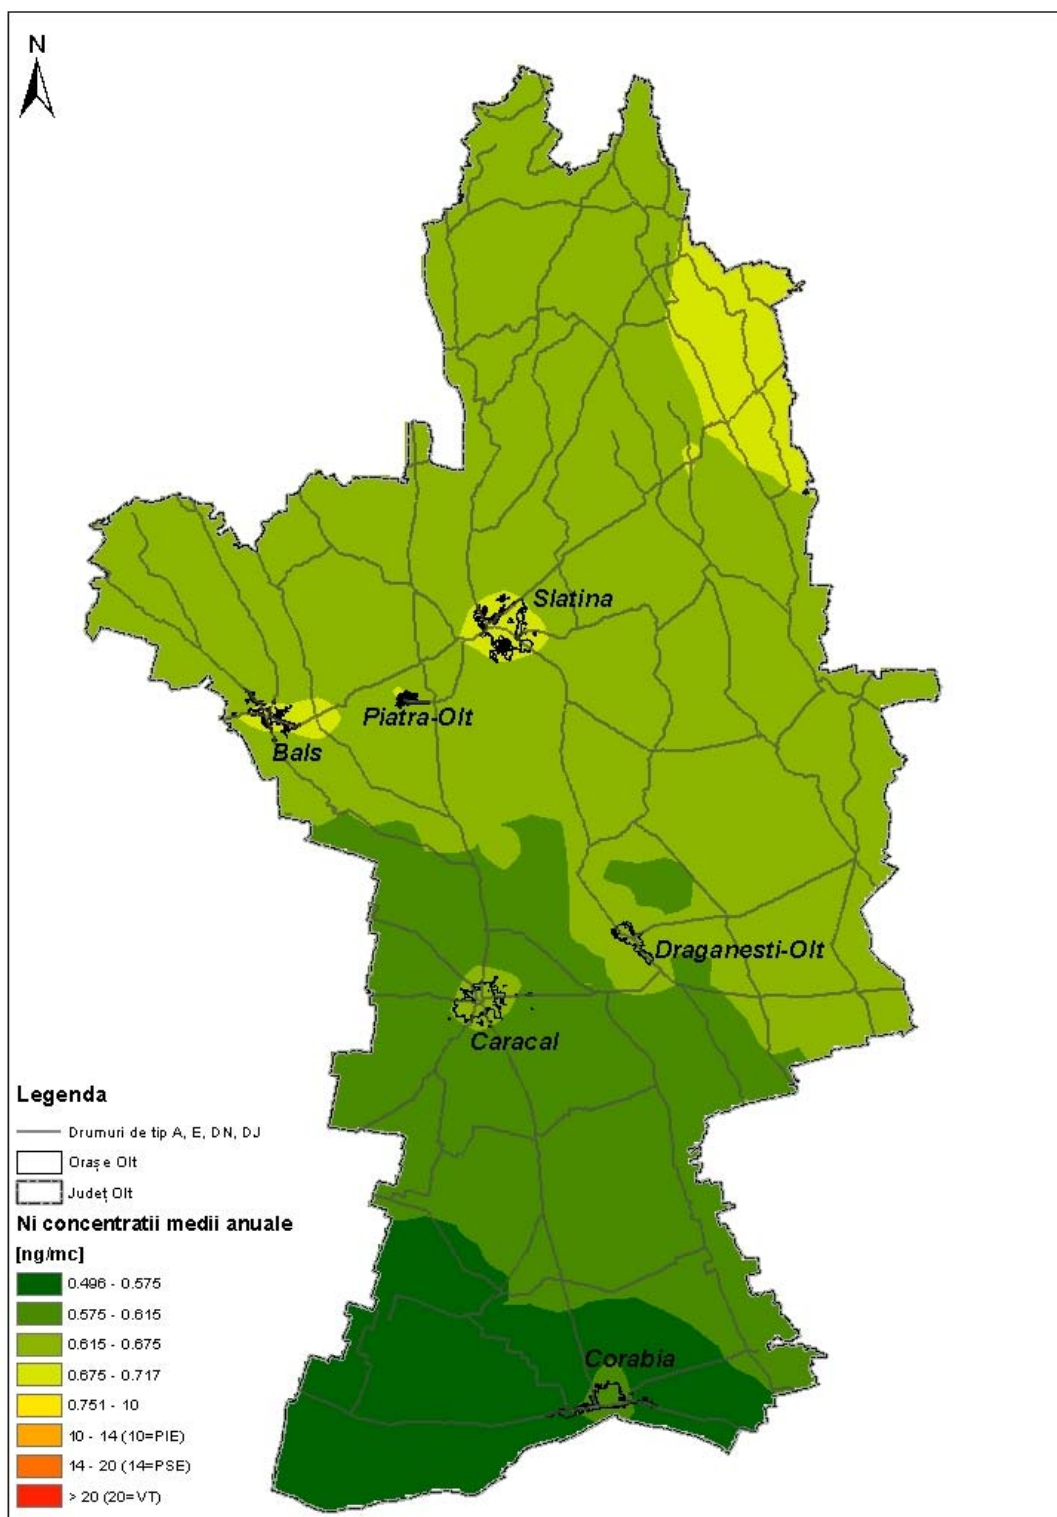 N
Slatina
Piatra-Olt
Bals
Draganesti-Olt
Caracal
Corabia
Legenda
Drumuri de tip A, E, DN, DJ
Orașe Olt
Județ Olt
Ni concentratii medii anuale
[ng/mc]
0.496 - 0.575
0.575 - 0.615
0.615 - 0.675
0.675 - 0.717
0.751 - 10
10 - 14 (10=PIE)
14 - 20 (14=PSE)
> 20 (20=VT)